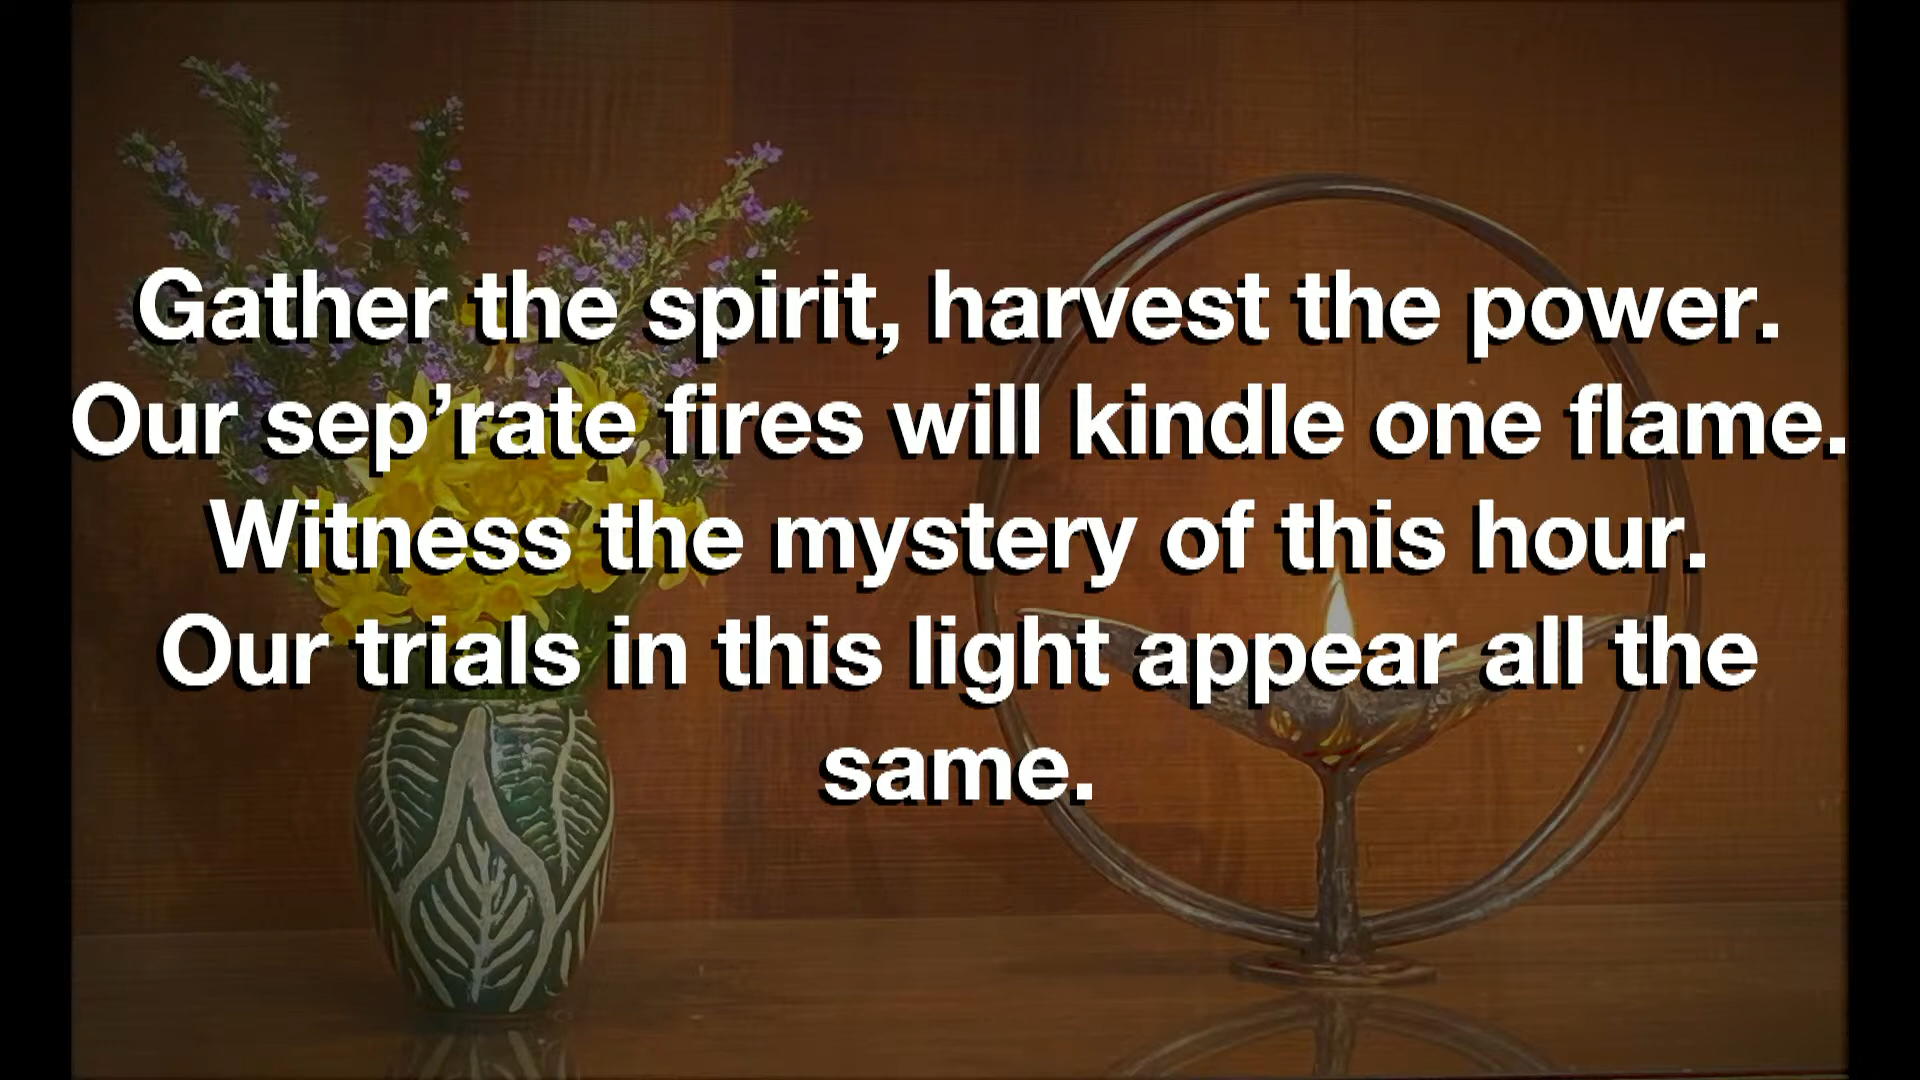 Gather the spirit, harvest the power.
Our sep’rate fires will kindle one flame.
Witness the mystery of this hour.
Our trials in this light appear all the
same.